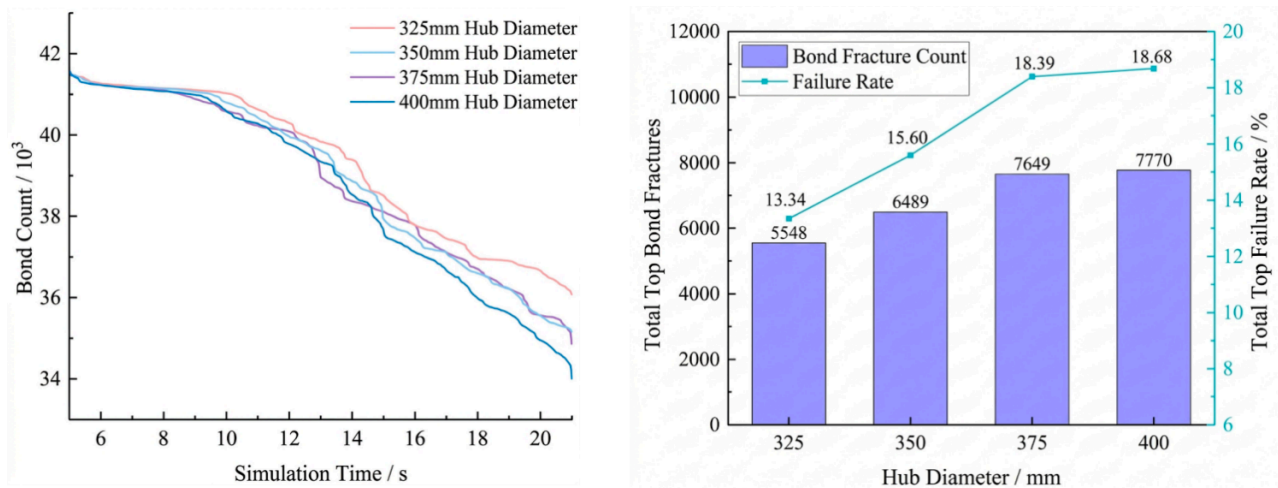 325mm Hub Diameter
350mm Hub Diameter
375mm Hub Diameter
400mm Hub Diameter
42
40
38
36
34
Bond Count / 10³
6 8 10 12 14 16 18 20
Simulation Time / s
Bond Fracture Count
Failure Rate
12000
10000
8000
6000
4000
2000
0
Total Top Bond Fractures
13.34
15.60
18.39
18.68
5548
6489
7649
7770
20
18
16
14
12
10
8
6
Total Top Failure Rate / %
325 350 375 400
Hub Diameter / mm